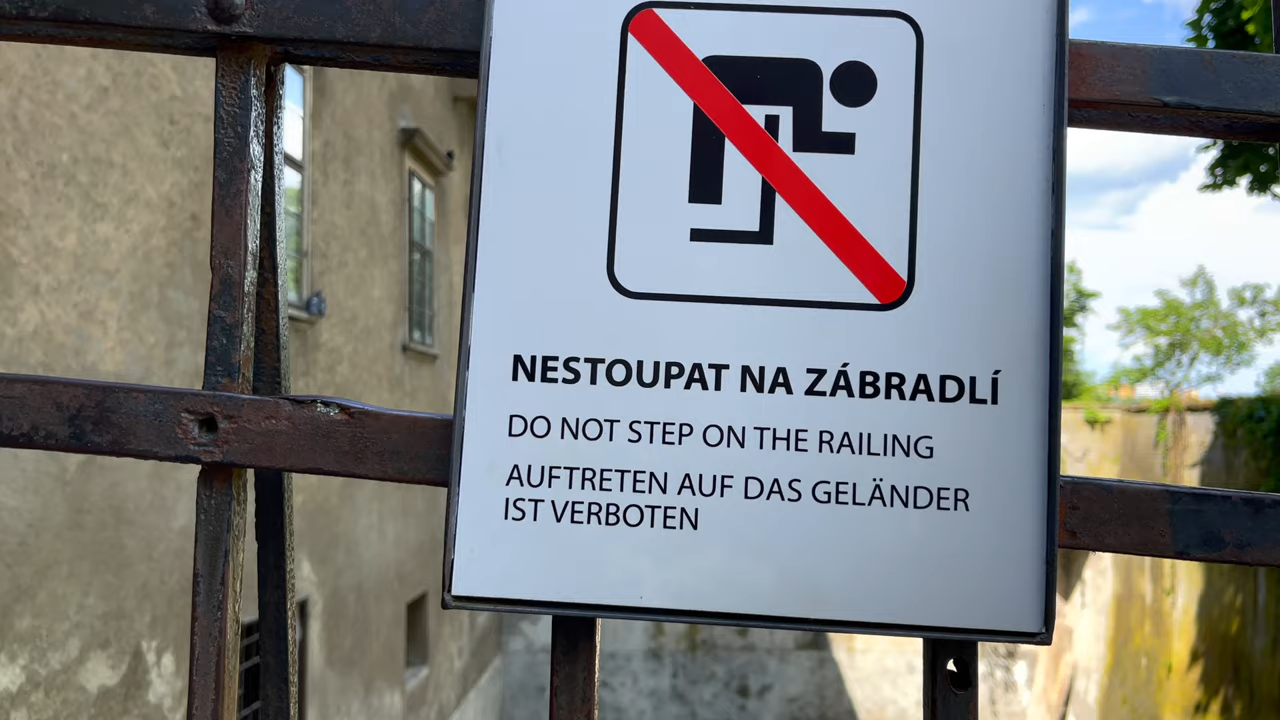 NESTOUPAT NA ZÁBRADLÍ
DO NOT STEP ON THE RAILING
AUFTRETEN AUF DAS GELÄNDER
IST VERBOTEN